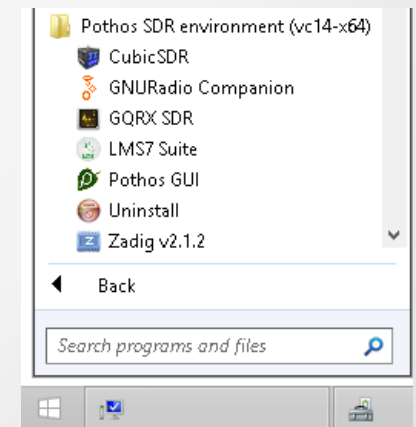 Pothos SDR environment (vc14-x64)
CubicSDR
GNURadio Companion
GQRX SDR
LMS7 Suite
Pothos GUI
Uninstall
Zadig v2.1.2
Back
Search programs and files